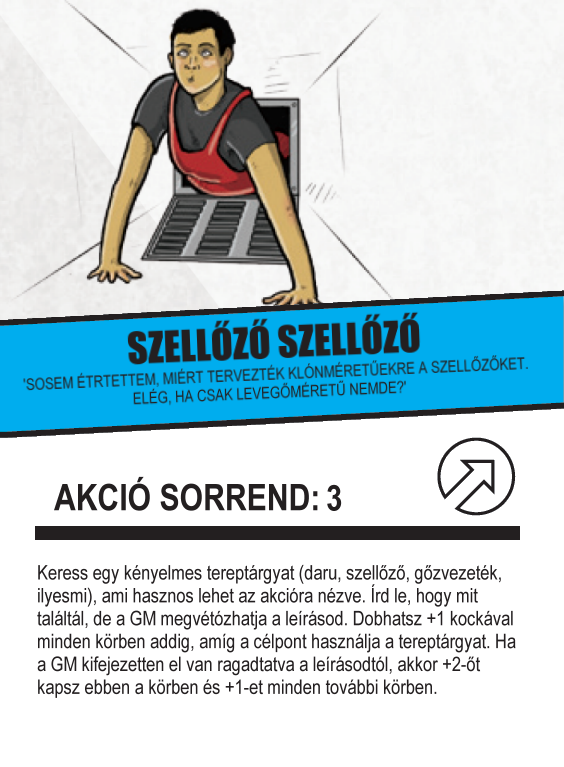 SZELLŐZŐ SZELLŐZŐ
'SOSEM ÉTRTETTEM, MIÉRT TERVEZTÉK KLÓNMÉRETŰEKRE A SZELLŐZŐKET.
ELÉG, HA CSAK LEVEGŐMÉRETŰ NEMDE?'
AKCIÓ SORREND: 3
Keress egy kényelmes tereptárgyat (daru, szellőző, gőzvezeték,
ilyesmi), ami hasznos lehet az akcióra nézve. Írd le, hogy mit
találtál, de a GM megvétózhatja a leírásod. Dobhatsz +1 kockával
minden körben addig, amíg a célpont használja a tereptárgyat. Ha
a GM kifejezetten el van ragadtatva a leírásodtól, akkor +2-őt
kapsz ebben a körben és +1-et minden további körben.